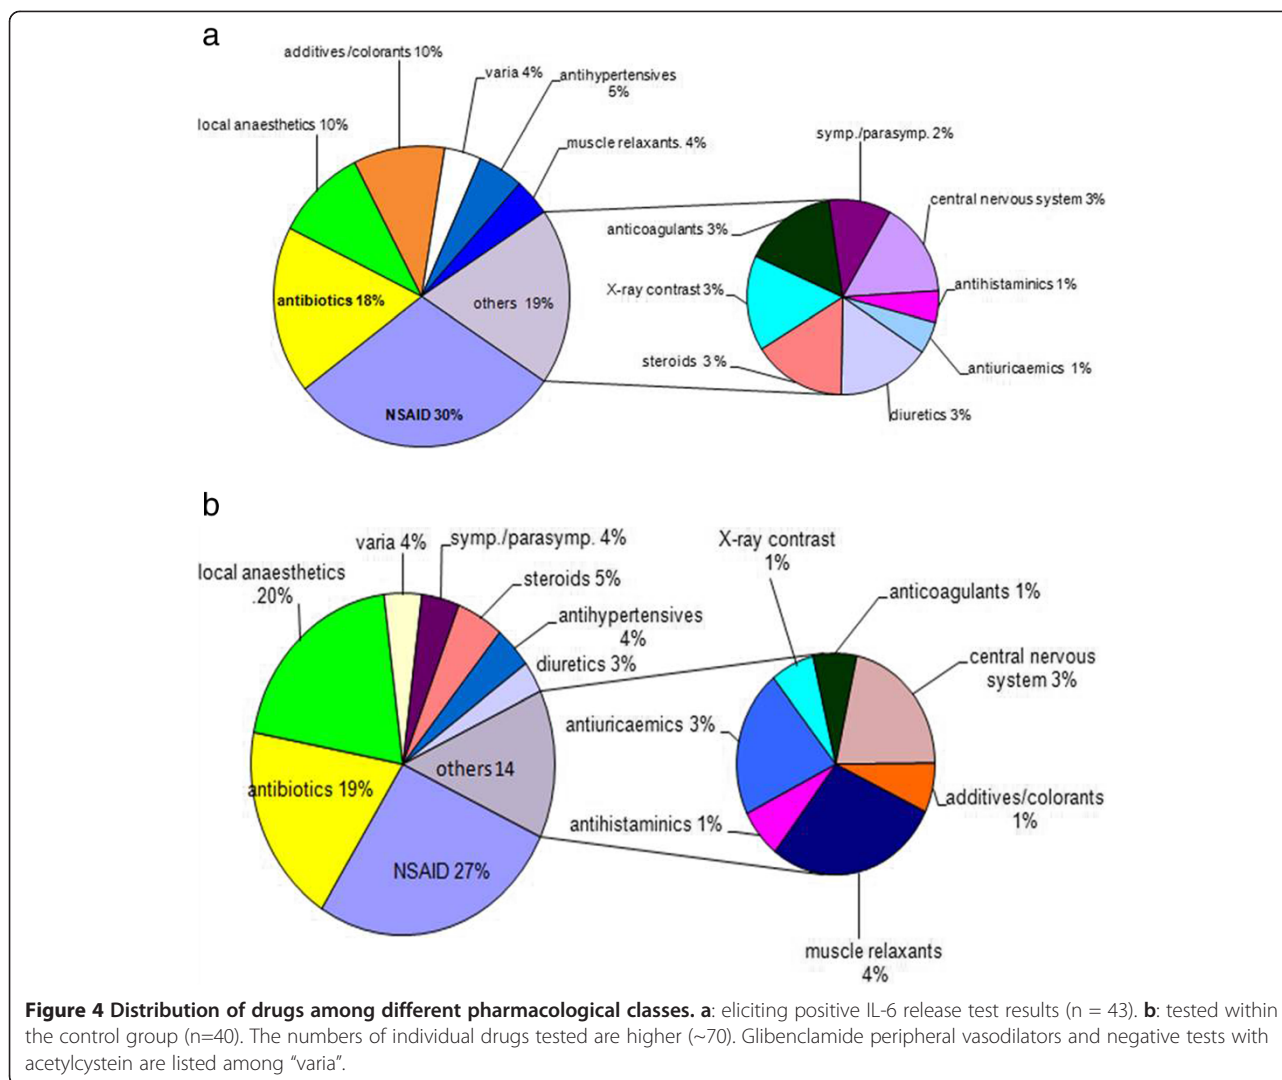 a
additives/colorants 10%
varia 4%
antihypertensives
5%
local anaesthetics 10%
muscle relaxants. 4%
symp./parasymp. 2%
central nervous system 3%
anticoagulants 3%
antibiotics 18%
others 19%
X-ray contrast 3%
antihistaminics 1%
steroids 3 %
antiuricaemics 1%
NSAID 30%
diuretics 3%
b
varia 4%
symp./parasymp. 4%
X-ray contrast
1%
local anaesthetics
.20%
steroids 5%
anticoagulants 1%
antihypertensives
4%
diuretics 3%
central nervous
system 3%
antiuricaemics 3%
others 14
antibiotics 19%
additives/colorants
1%
antihistaminics 1%
NSAID 27%
muscle relaxants
4%
Figure 4 Distribution of drugs among different pharmacological classes. a: eliciting positive IL-6 release test results (n = 43). b: tested within
the control group (n=40). The numbers of individual drugs tested are higher (~70). Glibenclamide peripheral vasodilators and negative tests with
acetylcystein are listed among “varia”.